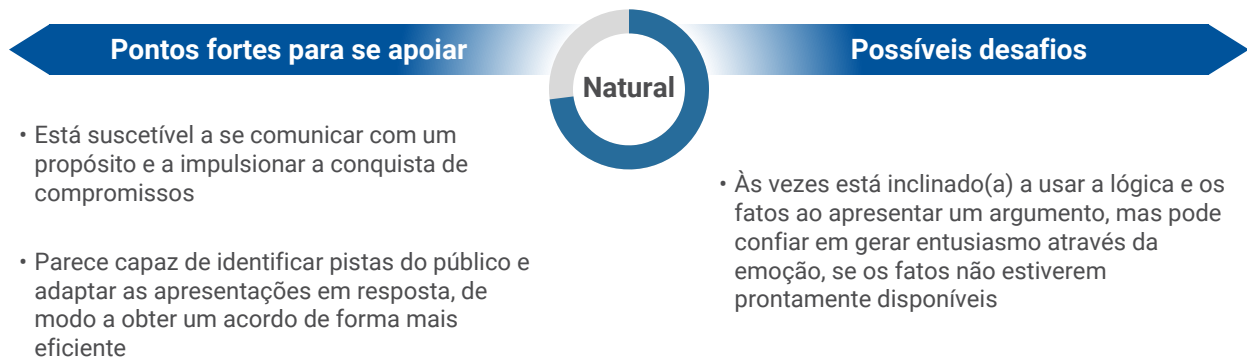 Pontos fortes para se apoiar
Natural
Possíveis desafios
• Está suscetível a se comunicar com um
propósito e a impulsionar a conquista de
compromissos
• Parece capaz de identificar pistas do público e
adaptar as apresentações em resposta, de
modo a obter um acordo de forma mais
eficiente
• Às vezes está inclinado(a) a usar a lógica e os
fatos ao apresentar um argumento, mas pode
confiar em gerar entusiasmo através da
emoção, se os fatos não estiverem
prontamente disponíveis